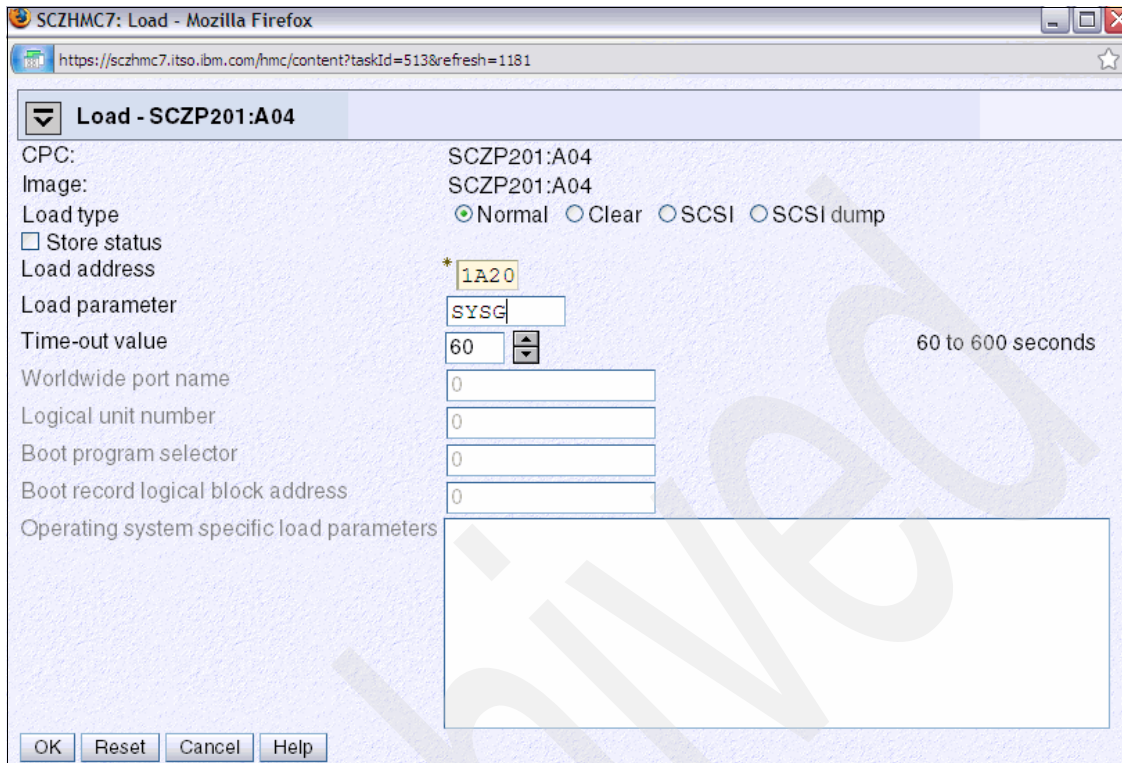 SCZHMC7: Load - Mozilla Firefox
https://sczhmc7.itso.ibm.com/hmc/content?taskId=513&refresh=1181
Load - SCZP201:A04
CPC: SCZP201:A04
Image: SCZP201:A04
Load type Normal Clear SCSI SCSI dump
Store status
Load address * 1A20
Load parameter SYSG
Time-out value 60 60 to 600 seconds
Worldwide port name 0
Logical unit number 0
Boot program selector 0
Boot record logical block address 0
Operating system specific load parameters
OK Reset Cancel Help
hived